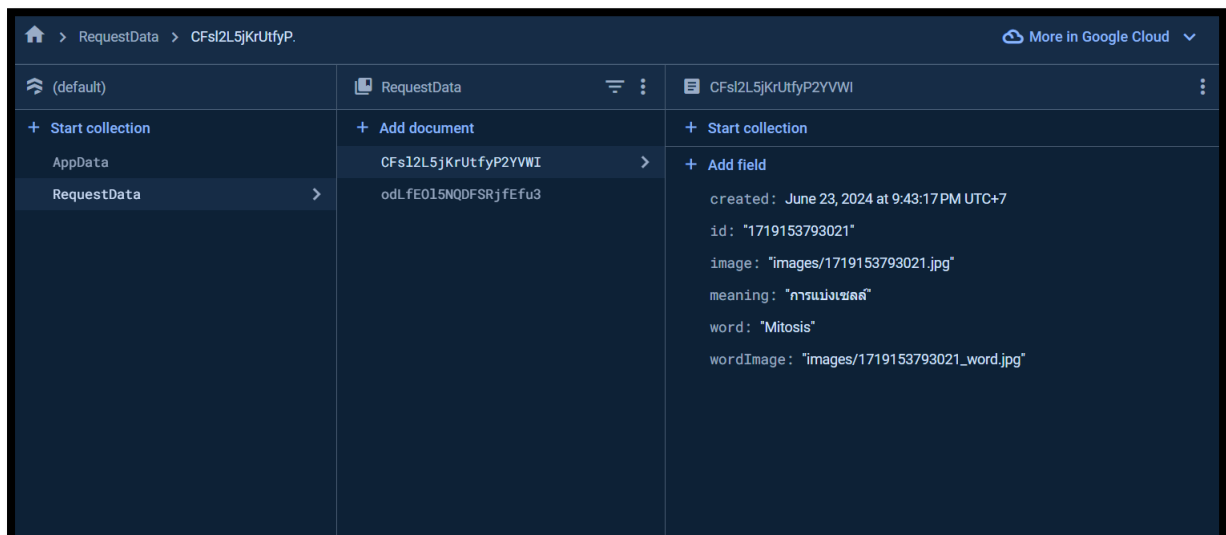 RequestData > CFsl2L5jKrUtfyP.
More in Google Cloud
(default)
+ Start collection
AppData
RequestData
RequestData
+ Add document
CFsl2L5jKrUtfyP2YVWI
odLfEOl5NQDFSRjfEfu3
CFsl2L5jKrUtfyP2YVWI
+ Start collection
+ Add field
created: June 23, 2024 at 9:43:17 PM UTC+7
id: "1719153793021"
image: "images/1719153793021.jpg"
meaning: "การแบ่งเซลล์"
word: "Mitosis"
wordImage: "images/1719153793021_word.jpg"